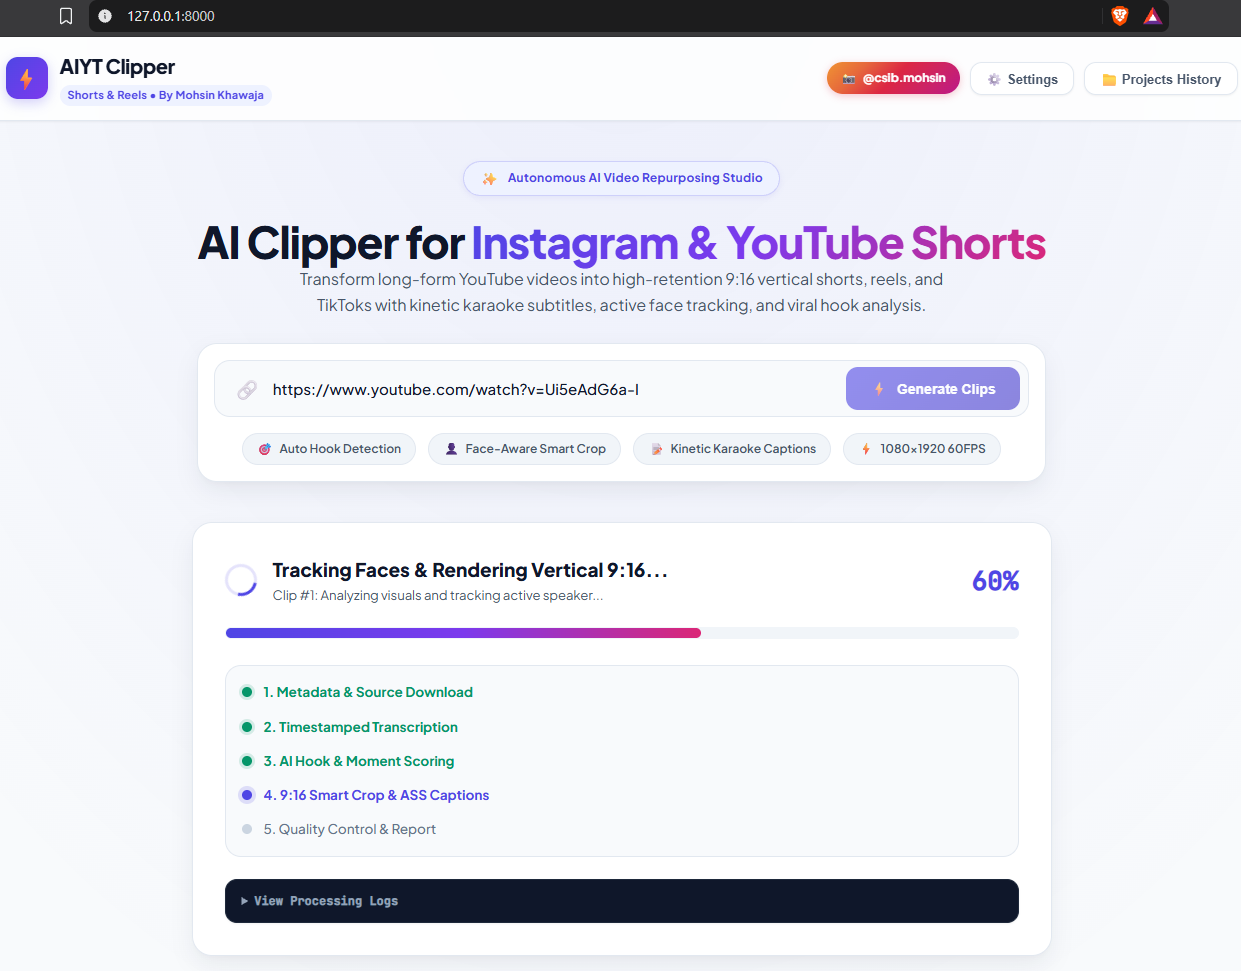 127.0.0.1:8000
AIYT Clipper
Shorts & Reels • By Mohsin Khawaja
@csib.mohsin
Settings
Projects History
Autonomous AI Video Repurposing Studio
AI Clipper for Instagram & YouTube Shorts
Transform long-form YouTube videos into high-retention 9:16 vertical shorts, reels, and
TikToks with kinetic karaoke subtitles, active face tracking, and viral hook analysis.
https://www.youtube.com/watch?v=Ui5eAdG6a-I
Generate Clips
Auto Hook Detection
Face-Aware Smart Crop
Kinetic Karaoke Captions
1080×1920 60FPS
Tracking Faces & Rendering Vertical 9:16...
Clip #1: Analyzing visuals and tracking active speaker...
60%
1. Metadata & Source Download
2. Timestamped Transcription
3. AI Hook & Moment Scoring
4. 9:16 Smart Crop & ASS Captions
5. Quality Control & Report
View Processing Logs